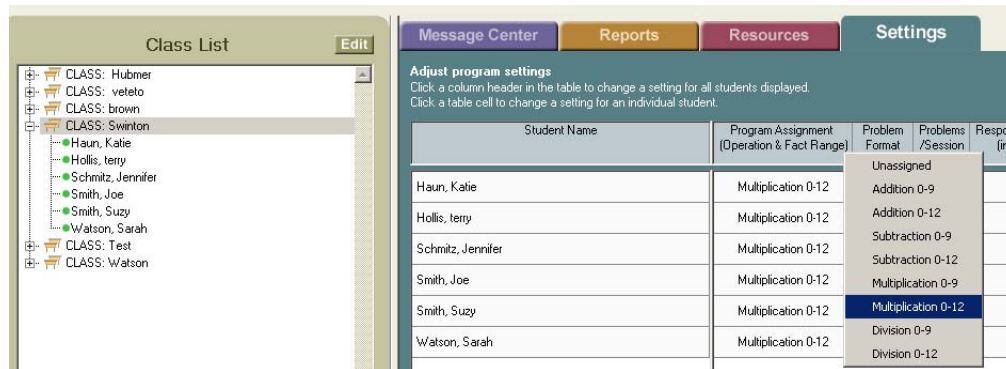 Class List
Edit
CLASS: Hubmer
CLASS: veteto
CLASS: brown
CLASS: Swinton
Haun, Katie
Hollis, terry
Schmitz, Jennifer
Smith, Joe
Smith, Suzy
Watson, Sarah
CLASS: Test
CLASS: Watson
Message Center
Reports
Resources
Settings
Adjust program settings
Click a column header in the table to change a setting for all students displayed.
Click a table cell to change a setting for an individual student.
Student Name
Program Assignment
(Operation & Fact Range)
Problem
Format
Problems
/Session
Haun, Katie
Multiplication 0-12
Hollis, terry
Multiplication 0-12
Schmitz, Jennifer
Multiplication 0-12
Smith, Joe
Multiplication 0-12
Smith, Suzy
Multiplication 0-12
Watson, Sarah
Multiplication 0-12
Unassigned
Addition 0-9
Addition 0-12
Subtraction 0-9
Subtraction 0-12
Multiplication 0-9
Multiplication 0-12
Division 0-9
Division 0-12